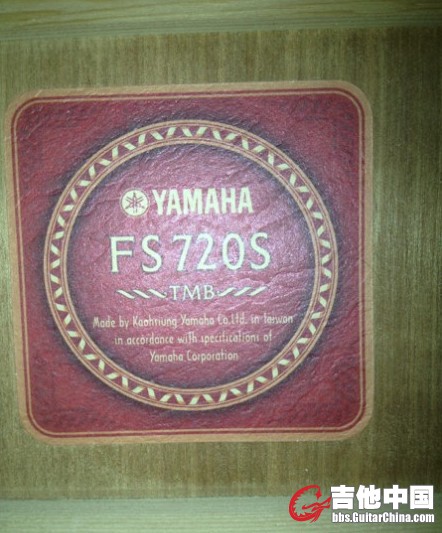 YAMAHA
FS720S
TMB
Made by Kaohsiung Yamaha Co.Ltd. in taiwan
in accordance with specifications of
Yamaha Corporation
吉他中国
bbs.GuitarChina.com